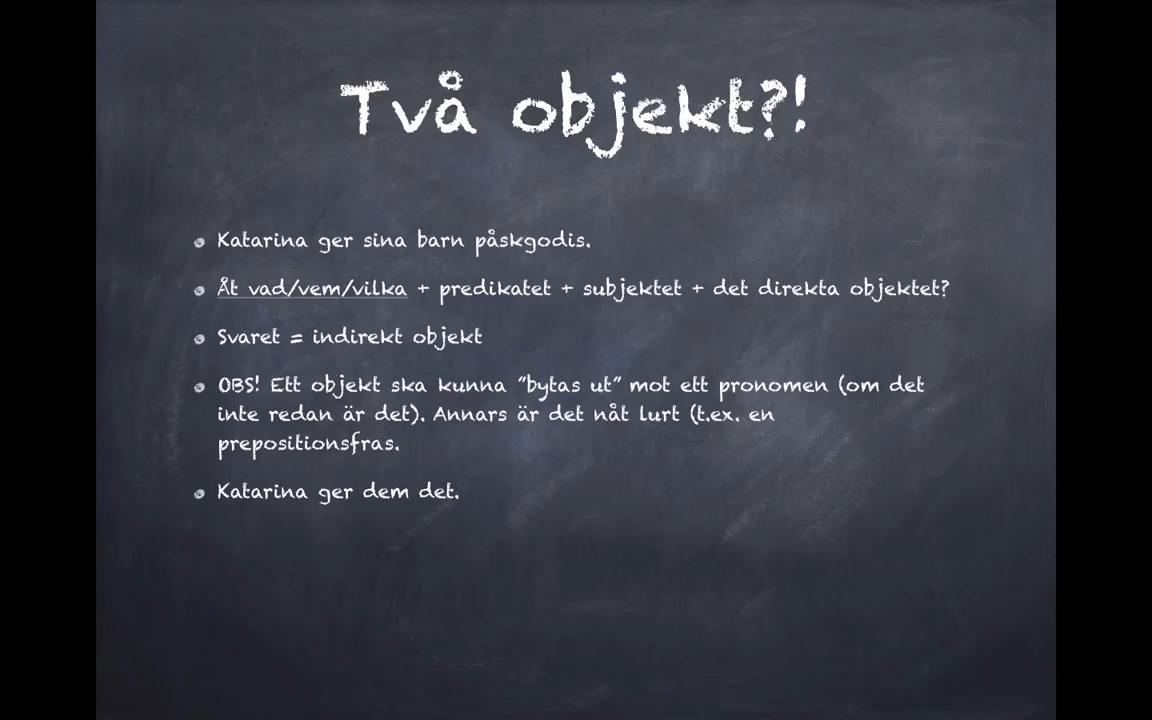 Två objekt?!
Katarina ger sina barn påskgodis.
Åt vad/vem/vilka + predikatet + subjektet + det direkta objektet?
Svaret = indirekt objekt
OBS! Ett objekt ska kunna "bytas ut" mot ett pronomen (om det
inte redan är det). Annars är det nåt lurt (t.ex. en
prepositionsfras.
Katarina ger dem det.